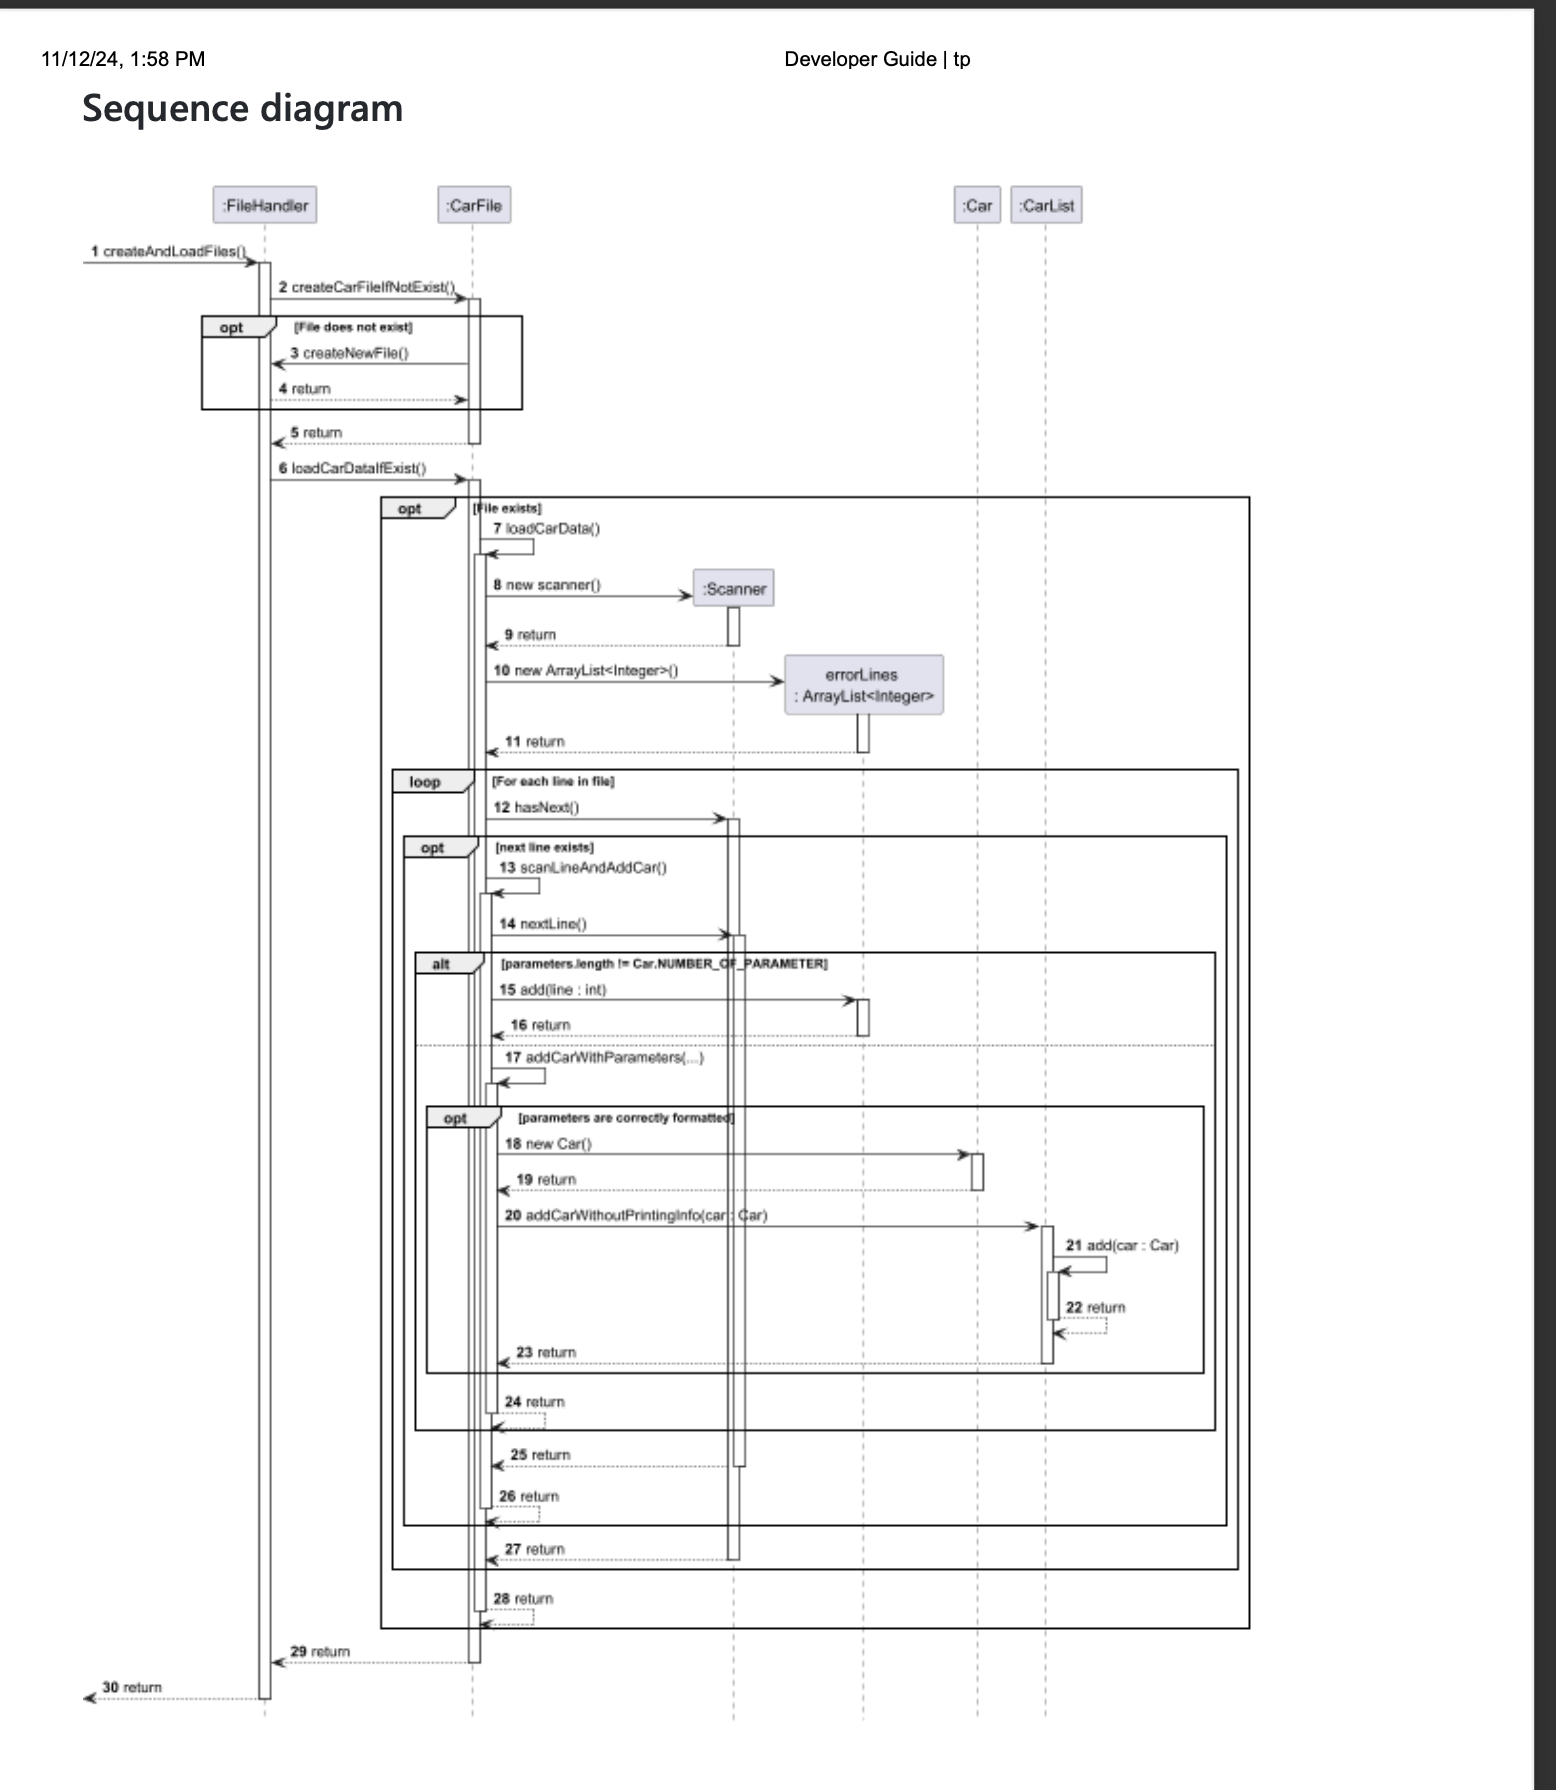 11/12/24, 1:58 PM
Developer Guide | tp
Sequence diagram
:FileHandler
:CarFile
:Car
:CarList
1 createAndLoadFiles()
2 createCarFileIfNotExist()
opt
[File does not exist]
3 createNewFile()
4 return
5 return
6 loadCarDataIfExist()
opt
[File exists]
7 loadCarData()
8 new scanner()
:Scanner
9 return
10 new ArrayList<Integer>()
errorLines
: ArrayList<Integer>
11 return
loop
[For each line in file]
12 hasNext()
opt
[next line exists]
13 scanLineAndAddCar()
14 nextLine()
alt
[parameters.length != Car.NUMBER_OF_PARAMETER]
15 add(line : int)
16 return
17 addCarWithParameters(...)
opt
[parameters are correctly formatted]
18 new Car()
19 return
20 addCarWithoutPrintingInfo(car : Car)
21 add(car : Car)
22 return
23 return
24 return
25 return
26 return
27 return
28 return
29 return
30 return